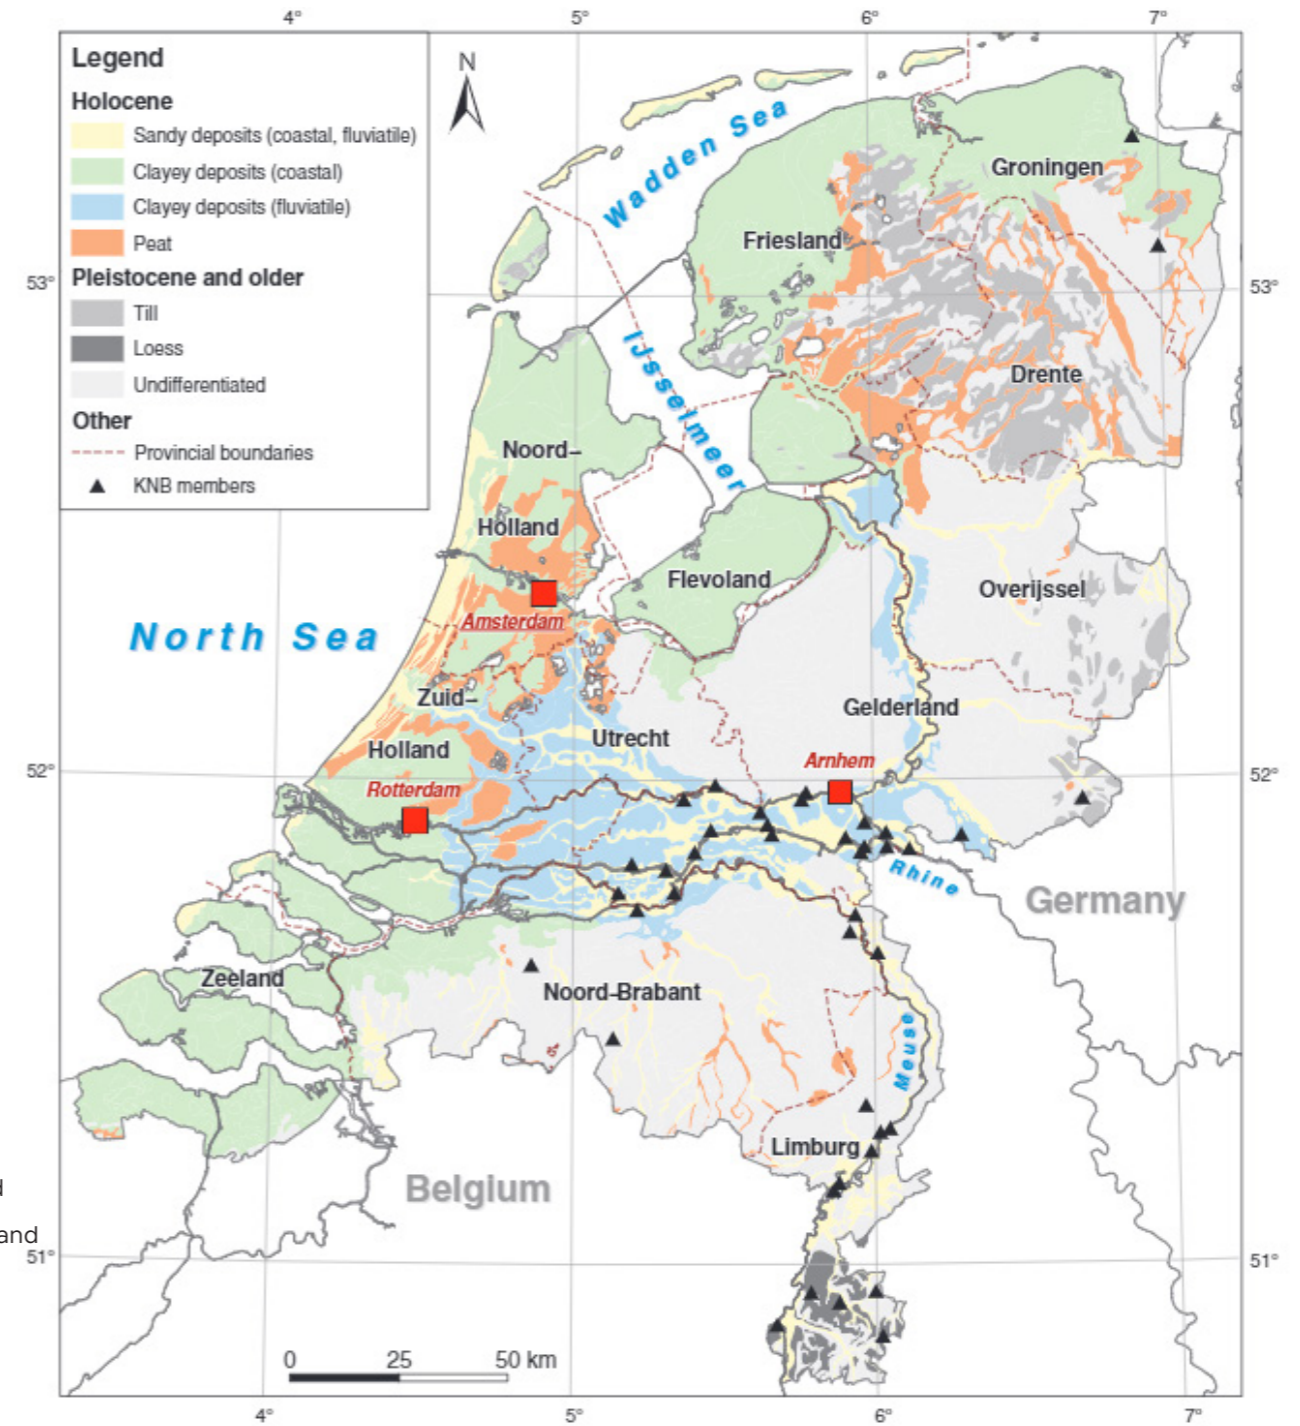 4° 5° 6° 7°
Legend
Holocene
Sandy deposits (coastal, fluviatile)
Clayey deposits (coastal)
Clayey deposits (fluviatile)
Peat
Pleistocene and older
Till
Loess
Undifferentiated
Other
Provincial boundaries
KNB members
N
Wadden Sea
Groningen
Friesland
53° 53°
IJsselmeer
Drente
Noord–
Holland
Flevoland
Overijssel
Amsterdam
North Sea
Zuid–
Holland
Gelderland
Utrecht
Arnhem
52° 52°
Rotterdam
Rhine
Germany
Zeeland
Noord–Brabant
Meuse
Limburg
Belgium
and
51° 51°
0 25 50 km
4° 5° 6° 7°